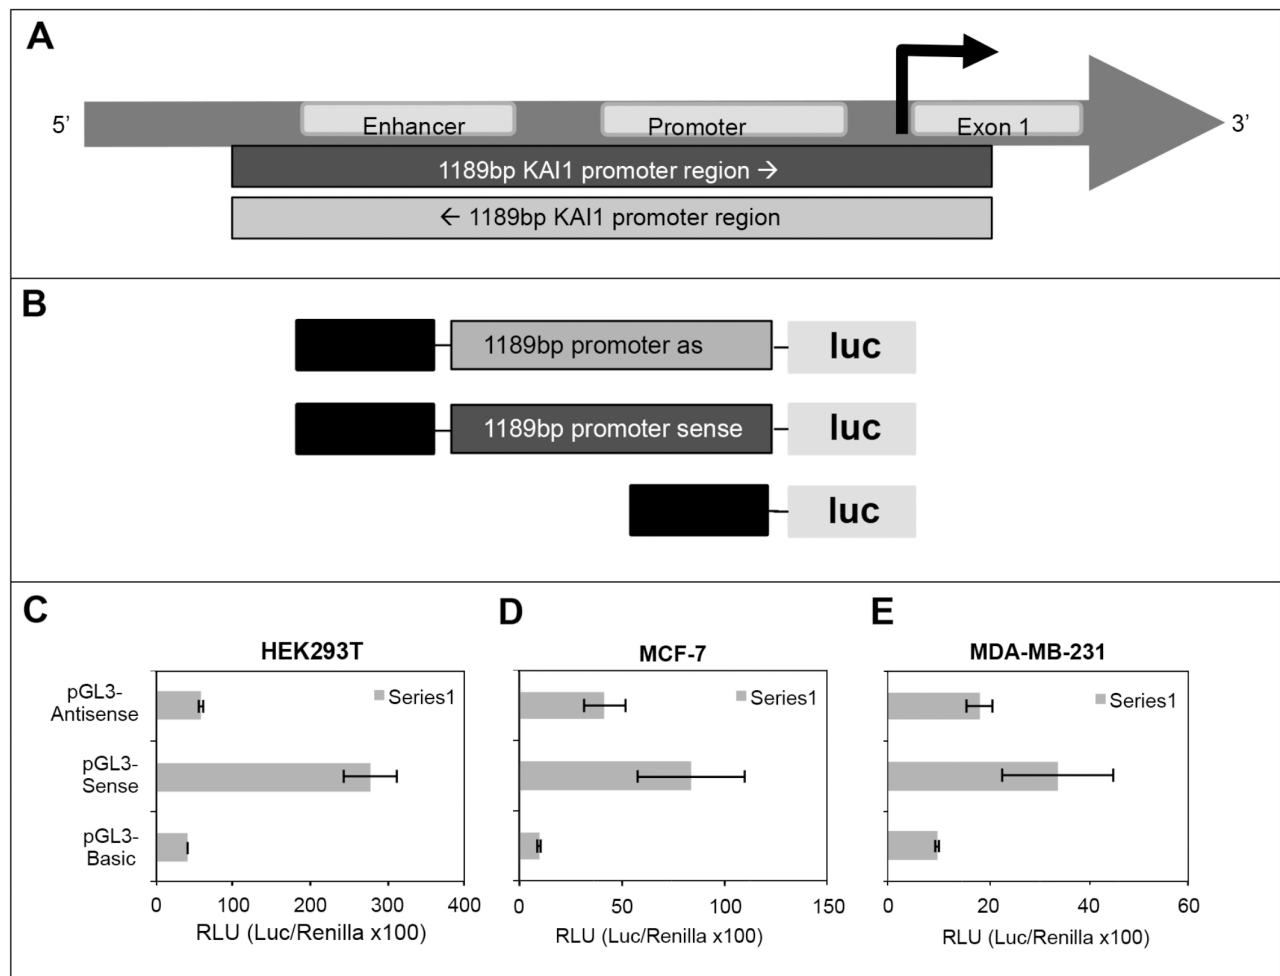 A
5’
Enhancer
Promoter
Exon 1
3’
1189bp KAI1 promoter region →
← 1189bp KAI1 promoter region
B
1189bp promoter as
luc
1189bp promoter sense
luc
luc
C
HEK293T
pGL3-
Antisense
pGL3-
Sense
pGL3-
Basic
Series1
0 100 200 300 400
RLU (Luc/Renilla x100)
D
MCF-7
Series1
0 50 100 150
RLU (Luc/Renilla x100)
E
MDA-MB-231
Series1
0 20 40 60
RLU (Luc/Renilla x100)